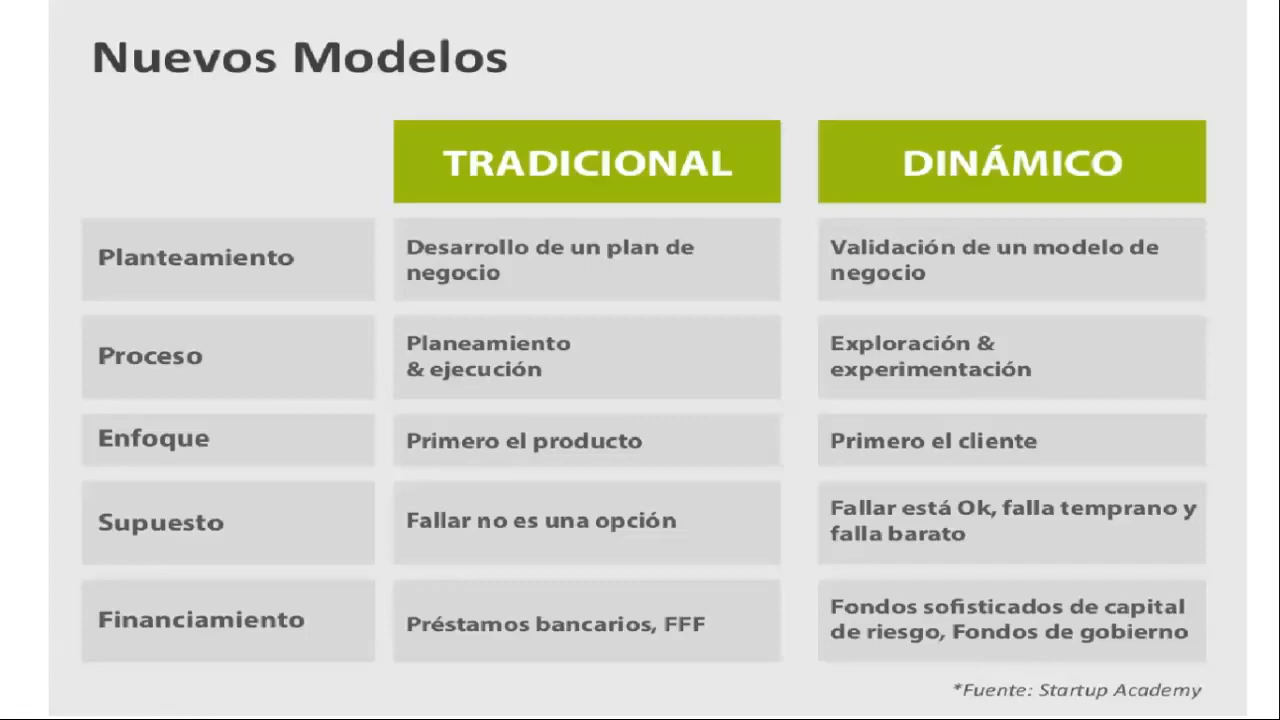 Nuevos Modelos
TRADICIONAL
DINÁMICO
Planteamiento
Desarrollo de un plan de
negocio
Validación de un modelo de
negocio
Proceso
Planeamiento
& ejecución
Exploración &
experimentación
Enfoque
Primero el producto
Primero el cliente
Supuesto
Fallar no es una opción
Fallar está Ok, falla temprano y
falla barato
Financiamiento
Préstamos bancarios, FFF
Fondos sofisticados de capital
de riesgo, Fondos de gobierno
*Fuente: Startup Academy